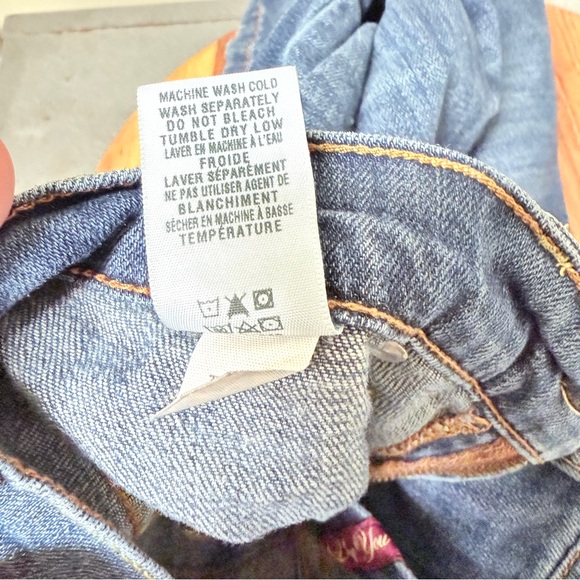 MACHINE WASH COLD
WASH SEPARATELY
DO NOT BLEACH
TUMBLE DRY LOW
LAVER EN MACHINE À L'EAU
FROIDE
LAVER SÉPARÉMENT
NE PAS UTILISER AGENT DE
BLANCHIMENT
SÉCHER EN MACHINE À BASSE
TEMPÉRATURE
You